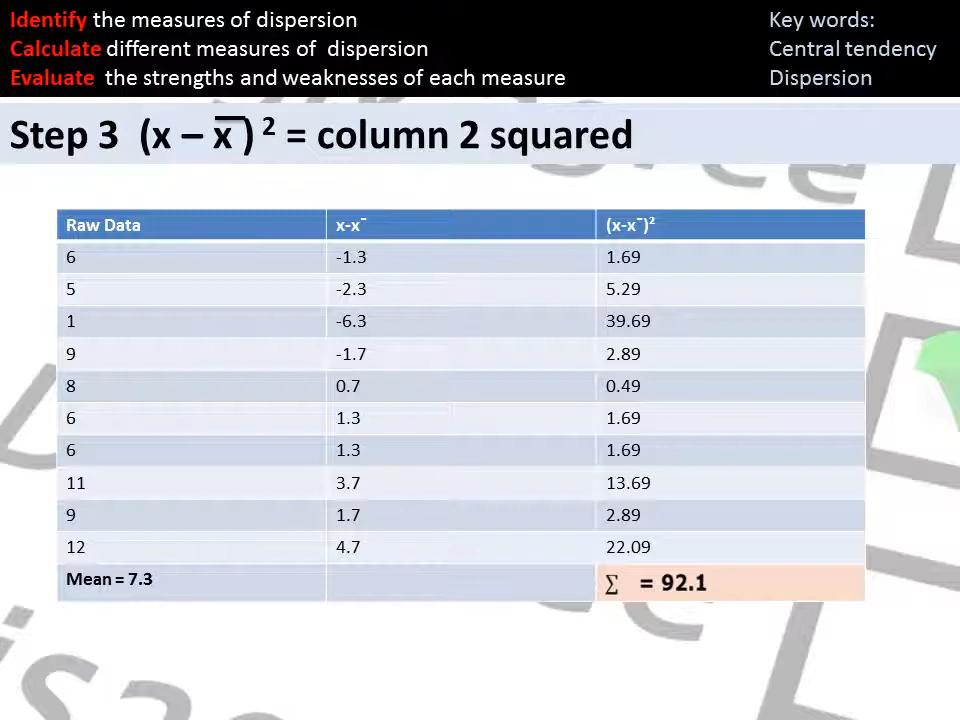 Identify the measures of dispersion
Calculate different measures of dispersion
Evaluate the strengths and weaknesses of each measure
Key words:
Central tendency
Dispersion
Step 3 (x – x̅ )² = column 2 squared
Raw Data x-x¯ (x-x¯)²
6 -1.3 1.69
5 -2.3 5.29
1 -6.3 39.69
9 -1.7 2.89
8 0.7 0.49
6 1.3 1.69
6 1.3 1.69
11 3.7 13.69
9 1.7 2.89
12 4.7 22.09
Mean = 7.3 ∑ = 92.1